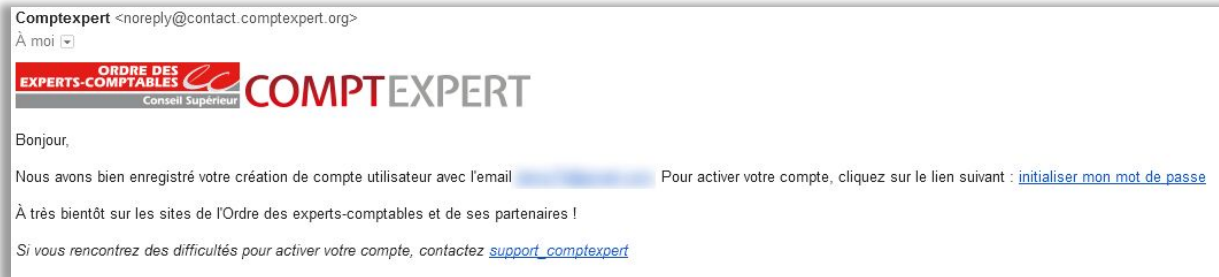 Comptexpert <noreply@contact.comptexpert.org>
À moi
ORDRE DES
EXPERTS-COMPTABLES
Conseil Supérieur
COMPTEXPERT
Bonjour,
Nous avons bien enregistré votre création de compte utilisateur avec l'email Pour activer votre compte, cliquez sur le lien suivant : initialiser mon mot de passe
À très bientôt sur les sites de l'Ordre des experts-comptables et de ses partenaires !
Si vous rencontrez des difficultés pour activer votre compte, contactez support_comptexpert